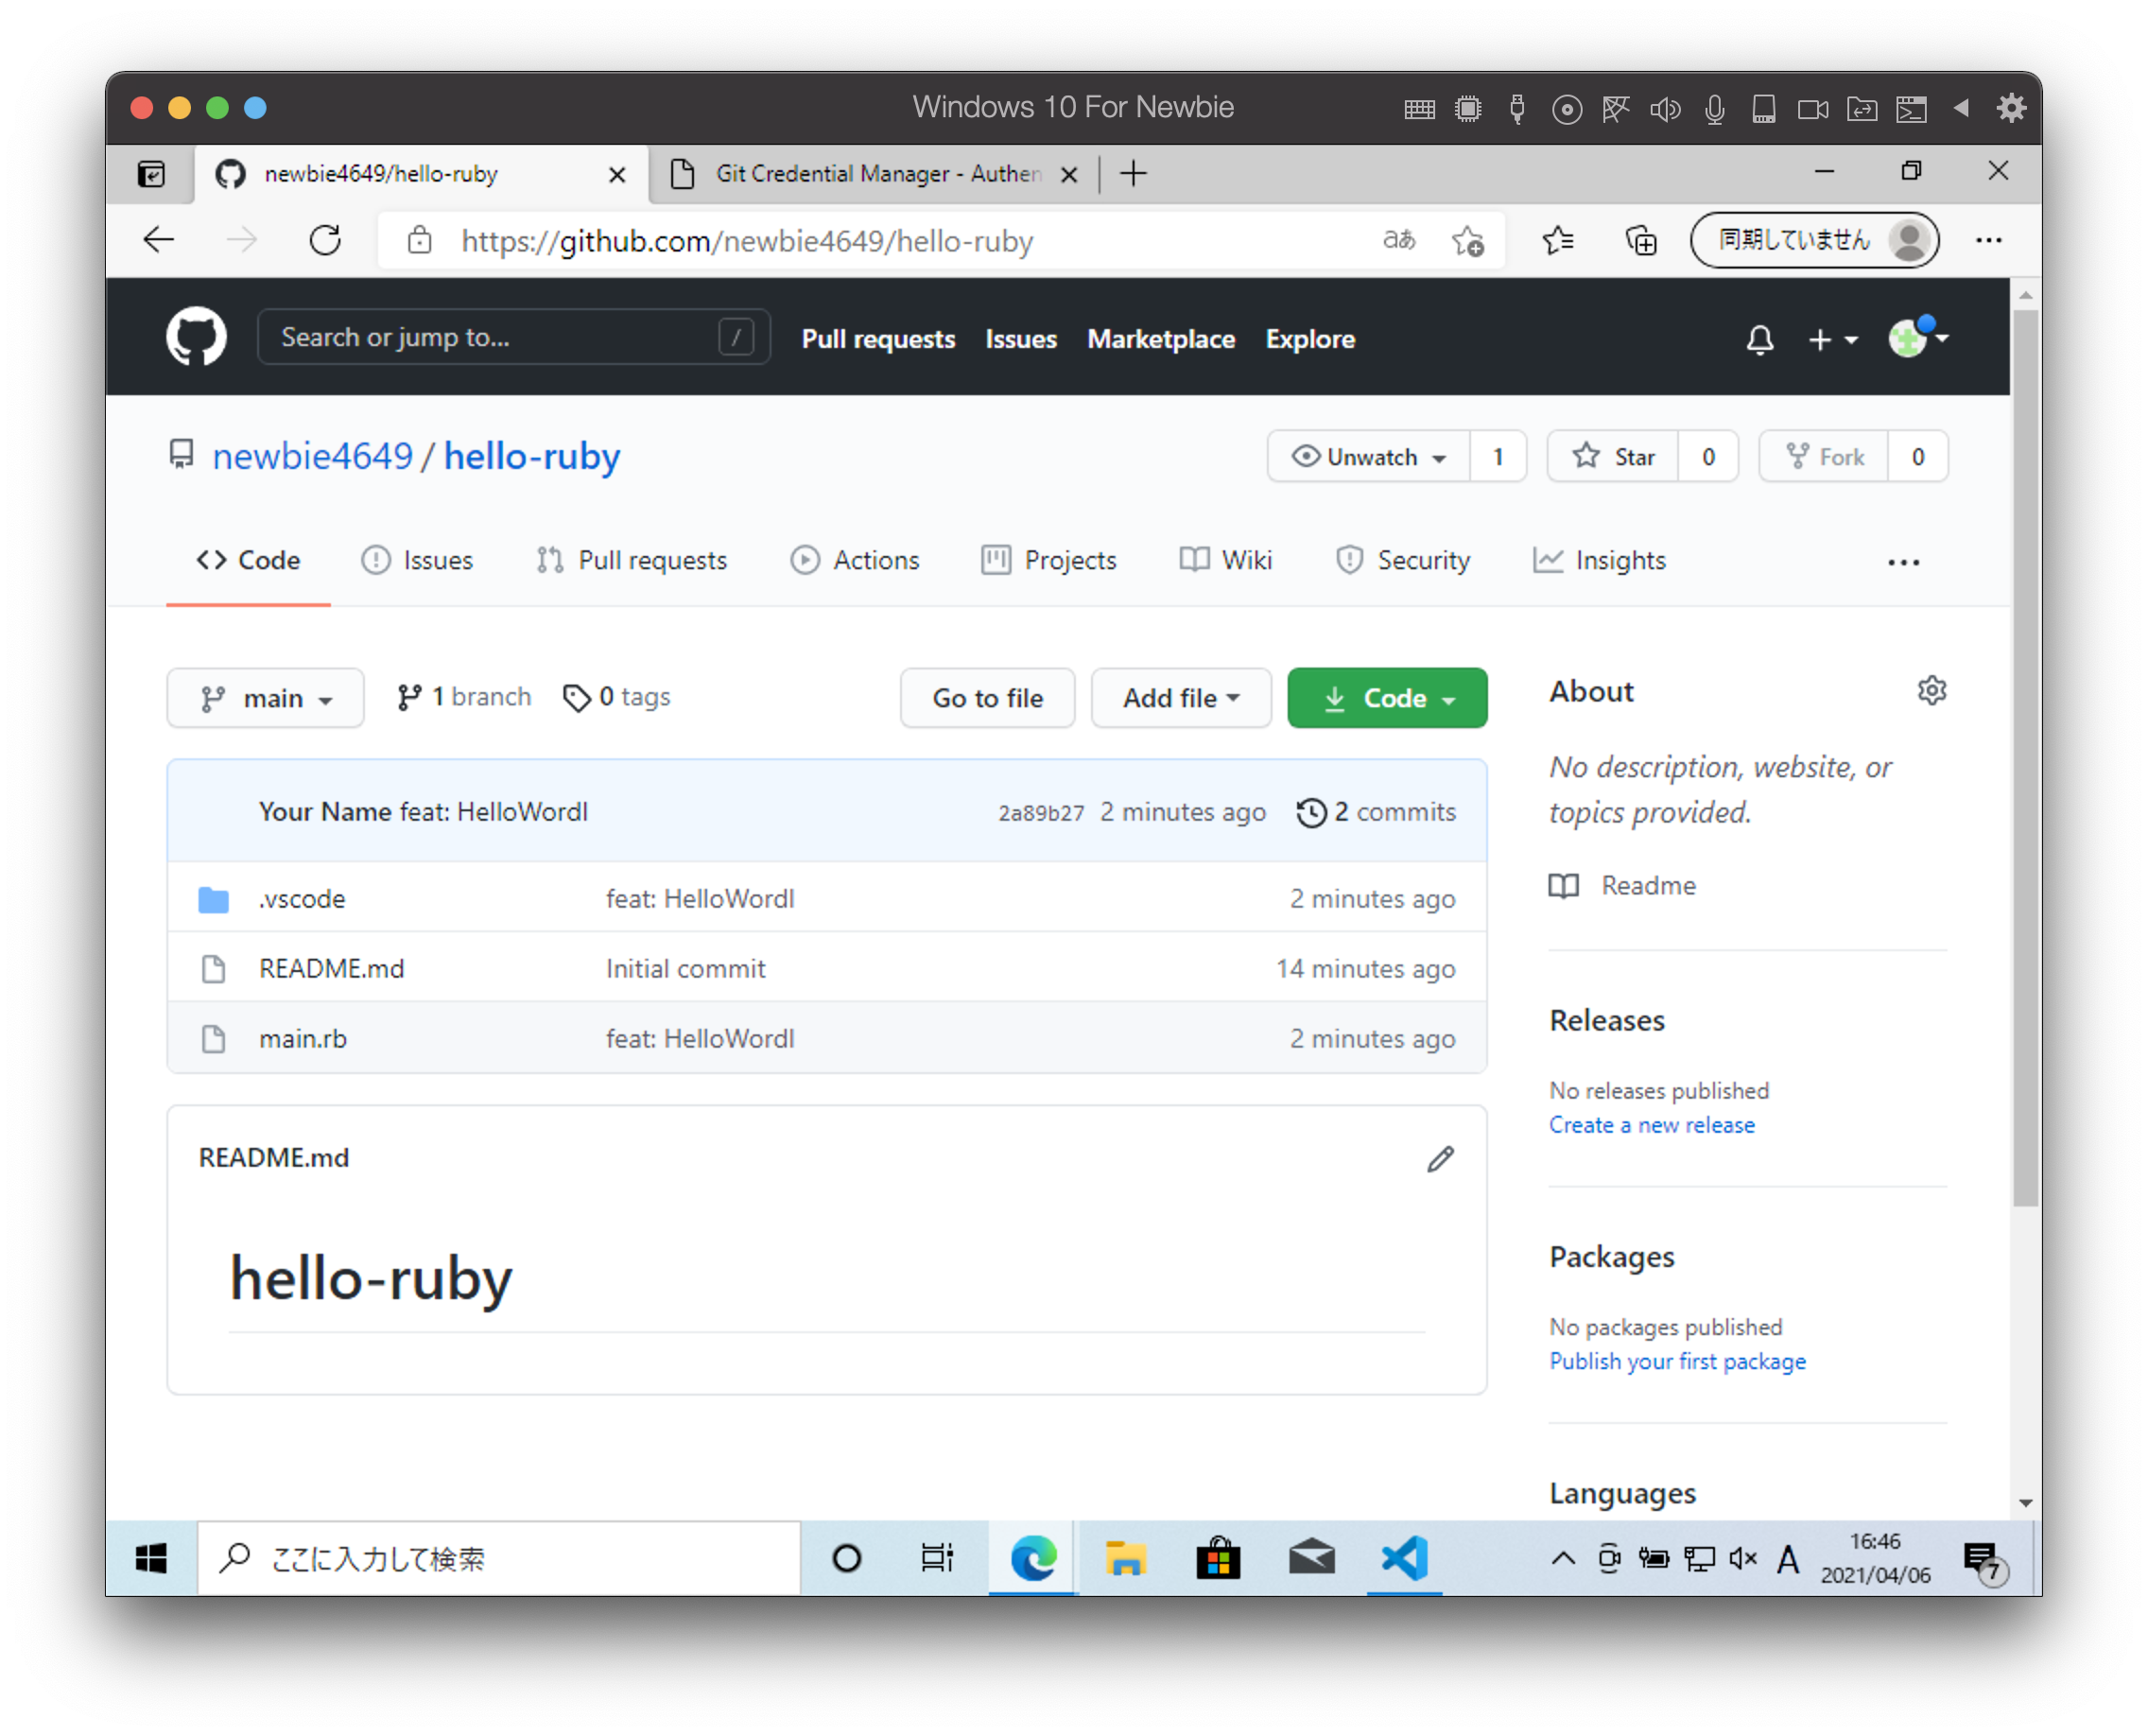 Windows 10 For Newbie
newbie4649/hello-ruby
Git Credential Manager - Authen
https://github.com/newbie4649/hello-ruby
aあ
同期していません
Search or jump to...
/
Pull requests Issues Marketplace Explore
newbie4649 / hello-ruby
Unwatch 1
Star 0
Fork 0
Code Issues Pull requests Actions Projects Wiki Security Insights
main 1 branch 0 tags
Go to file Add file Code
Your Name feat: HelloWordl 2a89b27 2 minutes ago 2 commits
.vscode feat: HelloWordl 2 minutes ago
README.md Initial commit 14 minutes ago
main.rb feat: HelloWordl 2 minutes ago
README.md
hello-ruby
About
No description, website, or
topics provided.
Readme
Releases
No releases published
Create a new release
Packages
No packages published
Publish your first package
Languages
ここに入力して検索
A
16:46
2021/04/06
7